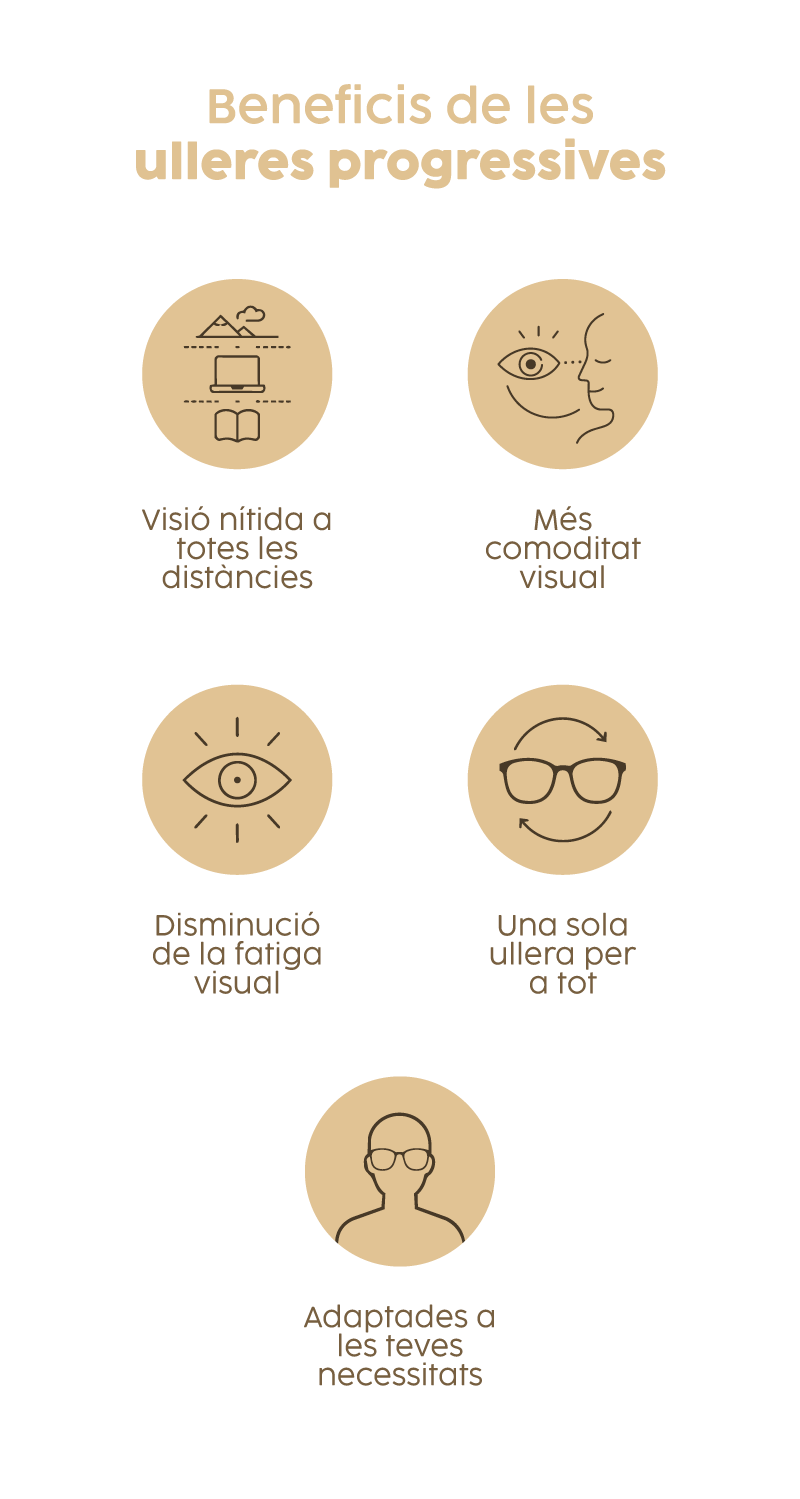 Beneficis de les
ulleres progressives
Visió nítida a
totes les
distàncies
Més
comoditat
visual
Disminució
de la fatiga
visual
Una sola
ullera per
a tot
Adaptades a
les teves
necessitats